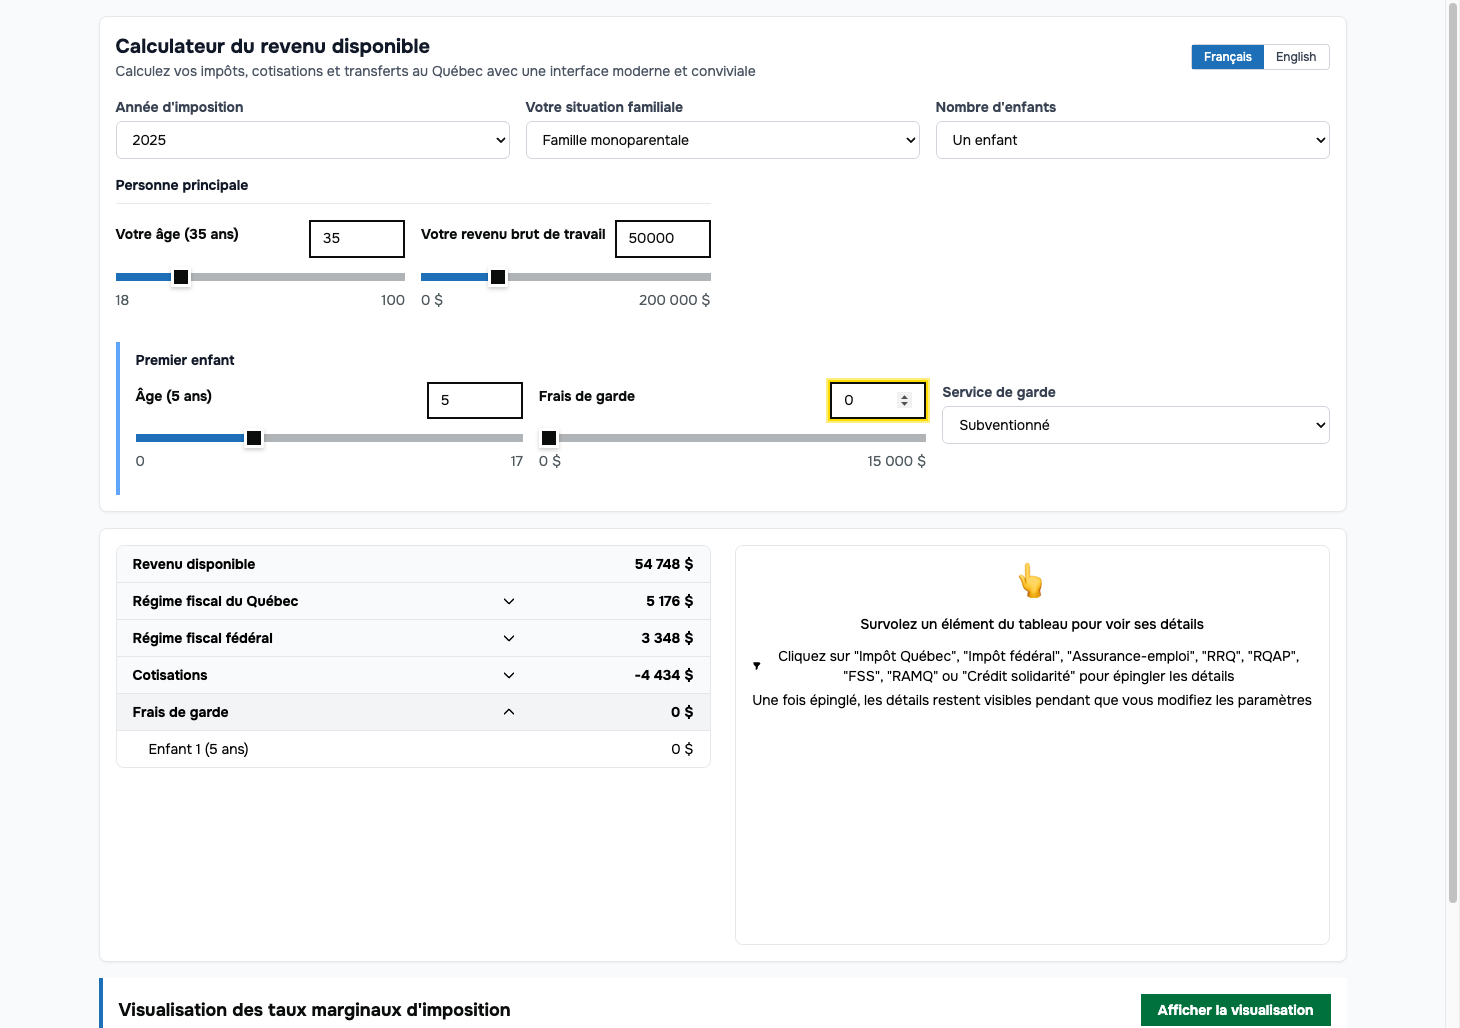 Calculateur du revenu disponible
Calculez vos impôts, cotisations et transferts au Québec avec une interface moderne et conviviale
Français English
Année d'imposition
2025
Votre situation familiale
Famille monoparentale
Nombre d'enfants
Un enfant
Personne principale
Votre âge (35 ans) 35
18 100
Votre revenu brut de travail 50000
0 $ 200 000 $
Premier enfant
Âge (5 ans) 5
0 17
Frais de garde 0
0 $ 15 000 $
Service de garde
Subventionné
Revenu disponible 54 748 $
Régime fiscal du Québec 5 176 $
Régime fiscal fédéral 3 348 $
Cotisations -4 434 $
Frais de garde 0 $
Enfant 1 (5 ans) 0 $
Survolez un élément du tableau pour voir ses détails
Cliquez sur "Impôt Québec", "Impôt fédéral", "Assurance-emploi", "RRQ", "RQAP",
"FSS", "RAMQ" ou "Crédit solidarité" pour épingler les détails
Une fois épinglé, les détails restent visibles pendant que vous modifiez les paramètres
Visualisation des taux marginaux d'imposition
Afficher la visualisation